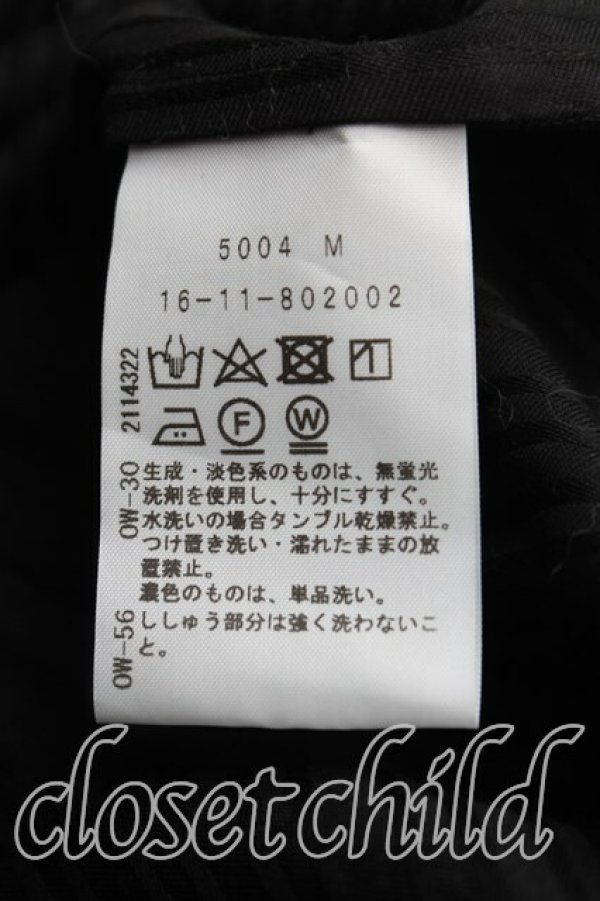 5004 M
16-11-802002
2114322
F
W
OW-30
生成・淡色系のものは、無蛍光
洗剤を使用し、十分にすすぐ。
水洗いの場合タンブル乾燥禁止。
つけ置き洗い・濡れたままの放
置禁止。
濃色のものは、単品洗い。
OW-56
ししゅう部分は強く洗わないこ
と。
closet child